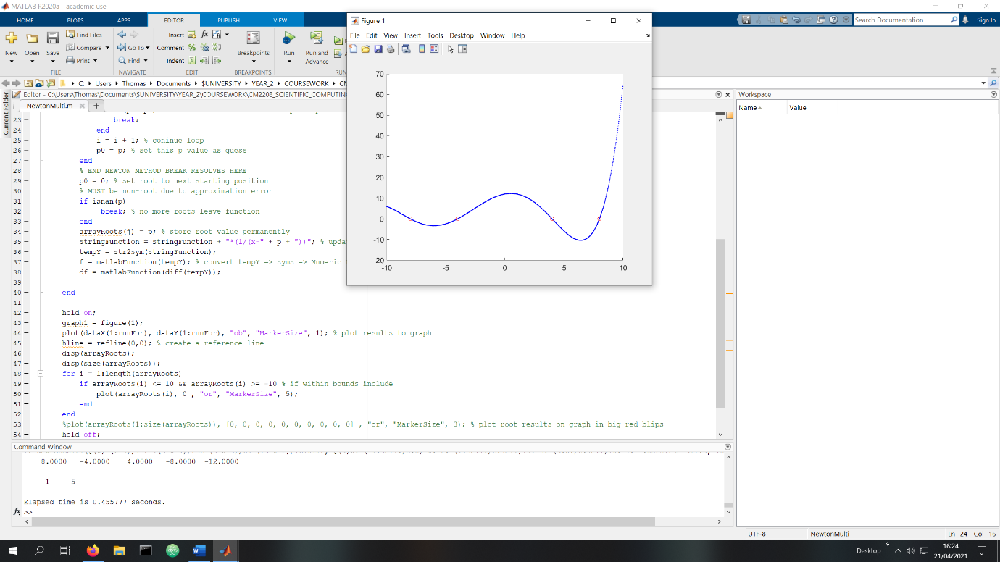 MATLAB R2020a - academic use
HOME PLOTS APPS EDITOR PUBLISH VIEW
Search Documentation
Sign In
New Open Save Find Files Compare Print
FILE
Go To Find
NAVIGATE
Insert fx
Comment %
Indent
EDIT
Breakpoints
BREAKPOINTS
Run Run and Advance
RUN
C: Users Thomas Documents $UNIVERSITY YEAR_2 COURSEWORK
Current Folder
Editor - C:\Users\Thomas\Documents\$UNIVERSITY\YEAR_2\COURSEWORK\CM2208_SCIENTIFIC_COMPUTING
NewtonMulti.m
23 break;
24 end
25 i = i + 1; % coninue loop
26 p0 = p; % set this p value as guess
27 end
28 % END NEWTON METHOD BREAK RESOLVES HERE
29 p0 = 0; % set root to next starting position
30 % MUST be non-root due to approximation error
31 if isnan(p)
32 break; % no more roots leave function
33 end
34 arrayRoots(j) = p; % store root value permanently
35 stringFunction = stringFunction + "*(1/(x-" + p + "))"; % upda
36 tempY = str2sym(stringFunction);
37 f = matlabFunction(tempY); % convert tempY => syms => Numeric
38 df = matlabFunction(diff(tempY));
39
40 end
41
42 hold on;
43 graph1 = figure(1);
44 plot(dataX(1:runFor), dataY(1:runFor), "ob", "MarkerSize", 1); % plot results to graph
45 hline = refline(0,0); % create a reference line
46 disp(arrayRoots);
47 disp(size(arrayRoots));
48 for i = 1:length(arrayRoots)
49 if arrayRoots(i) <= 10 && arrayRoots(i) >= -10 % if within bounds include
50 plot(arrayRoots(i), 0 , "or", "MarkerSize", 5);
51 end
52 end
53 %plot(arrayRoots(1:size(arrayRoots)), [0, 0, 0, 0, 0, 0, 0, 0, 0, 0] , "or", "MarkerSize", 3); % plot root results on graph in big red blips
54 hold off;
Figure 1
File Edit View Insert Tools Desktop Window Help
70
60
50
40
30
20
10
0
-10
-20
-10 -5 0 5 10
Workspace
Name Value
Command Window
8.0000 -4.0000 4.0000 -8.0000 -12.0000
1 5
Elapsed time is 0.455777 seconds.
fx >>
UTF-8 NewtonMulti Ln 24 Col 16
Desktop
16:24
21/04/2021